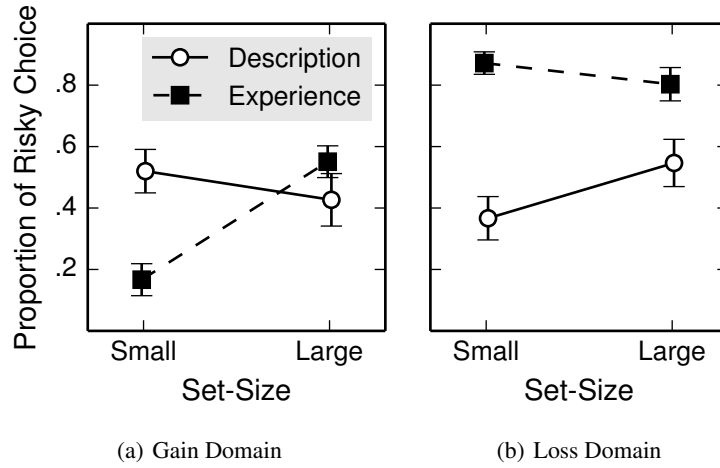 Proportion of Risky Choice
.8
.6
.4
.2
Description
Experience
Small Large
Set-Size
(a) Gain Domain
Small Large
Set-Size
(b) Loss Domain